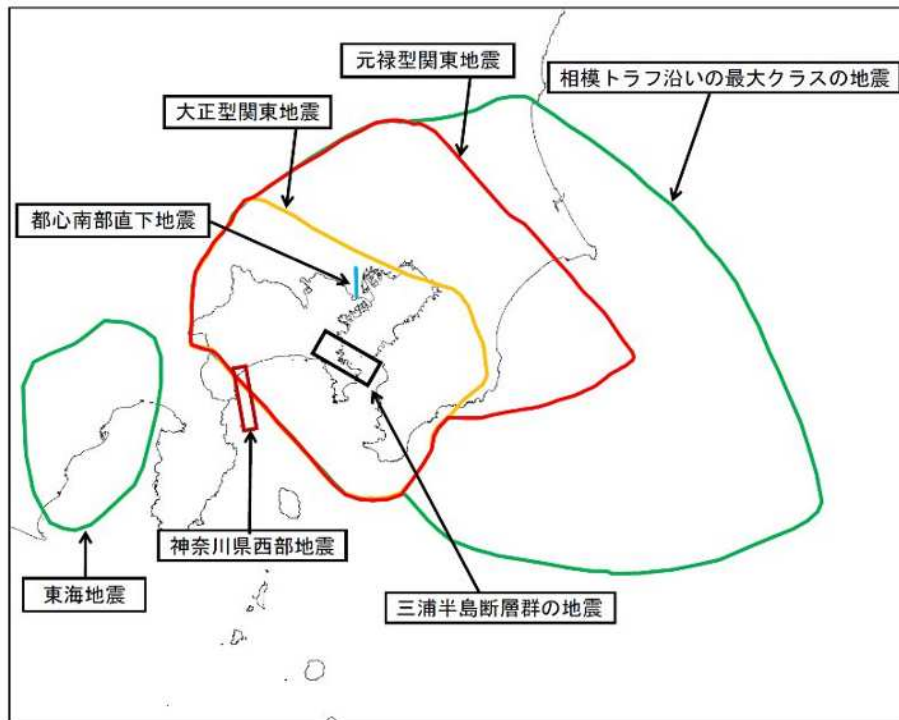 元禄型関東地震
相模トラフ沿いの最大クラスの地震
大正型関東地震
都心南部直下地震
神奈川県西部地震
東海地震
三浦半島断層群の地震